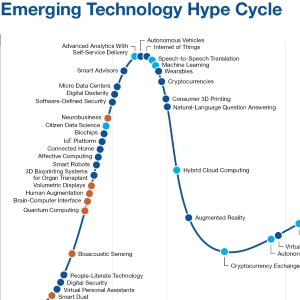 Emerging Technology Hype Cycle
Autonomous Vehicles
Advanced Analytics With
Self-Service Delivery
Internet of Things
Speech-to-Speech Translation
Machine Learning
Smart Advisors
Wearables
Cryptocurrencies
Micro Data Centers
Digital Dexterity
Software-Defined Security
Consumer 3D Printing
Natural-Language Question Answering
Neurobusiness
Citizen Data Science
Biochips
IoT Platform
Connected Home
Affective Computing
Smart Robots
3D Bioprinting Systems
for Organ Transplant
Volumetric Displays
Human Augmentation
Brain-Computer Interface
Quantum Computing
Hybrid Cloud Computing
Augmented Reality
Bioacoustic Sensing
Virtua
Autonom
Cryptocurrency Exchange
People-Literate Technology
Digital Security
Virtual Personal Assistants
Smart Dust